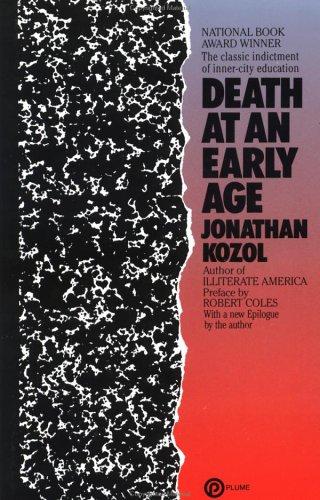 NATIONAL BOOK
AWARD WINNER
The classic indictment
of inner-city education
DEATH
AT AN
EARLY
AGE
JONATHAN
KOZOL
Author of
ILLITERATE AMERICA
Preface by
ROBERT COLES
With a new Epilogue
by the author
P PLUME